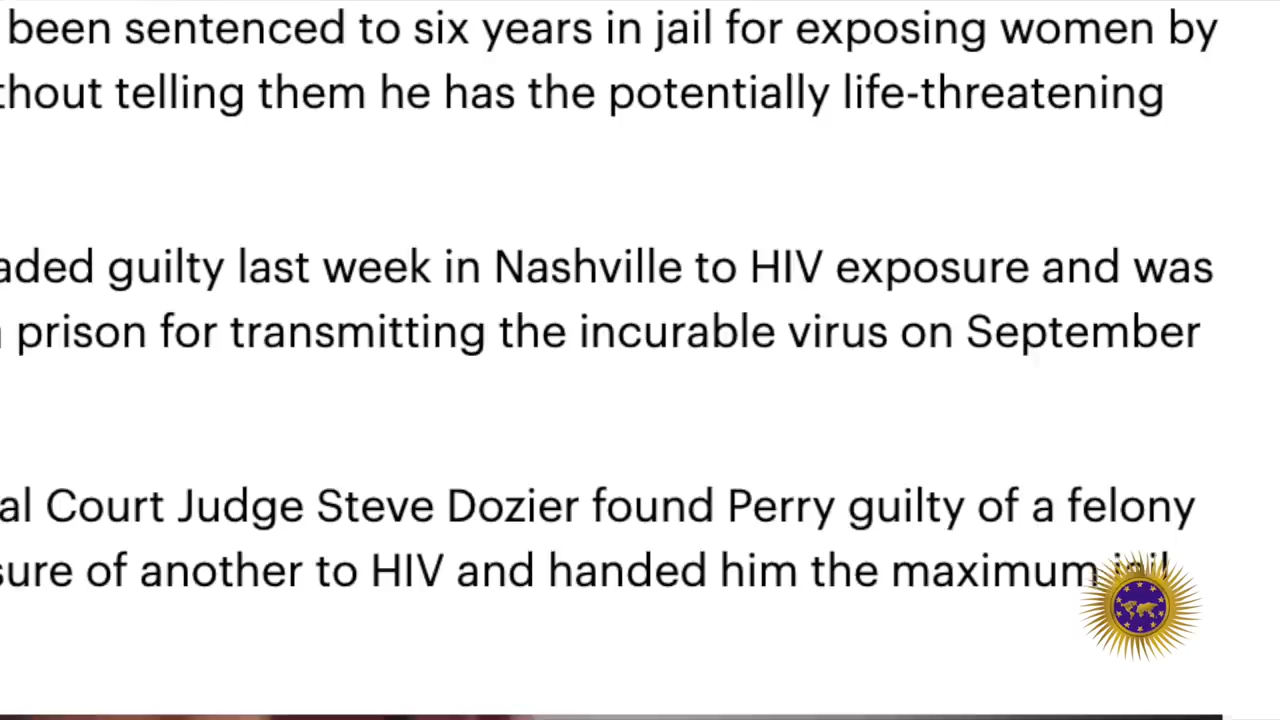 been sentenced to six years in jail for exposing women by
thout telling them he has the potentially life-threatening
aded guilty last week in Nashville to HIV exposure and was
prison for transmitting the incurable virus on September
al Court Judge Steve Dozier found Perry guilty of a felony
sure of another to HIV and handed him the maximum jail